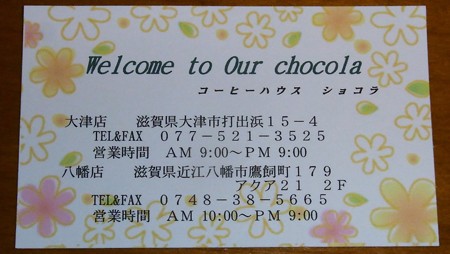 Welcome to Our chocola
コーヒーハウス ショコラ
大津店 滋賀県大津市打出浜１５－４
TEL&FAX ０７７－５２１－３５２５
営業時間 AM 9:00～PM 9:00
八幡店 滋賀県近江八幡市鷹飼町１７９
アクア２１ ２F
TEL&FAX ０７４８－３８－５６６５
営業時間 AM 10:00～PM 9:00